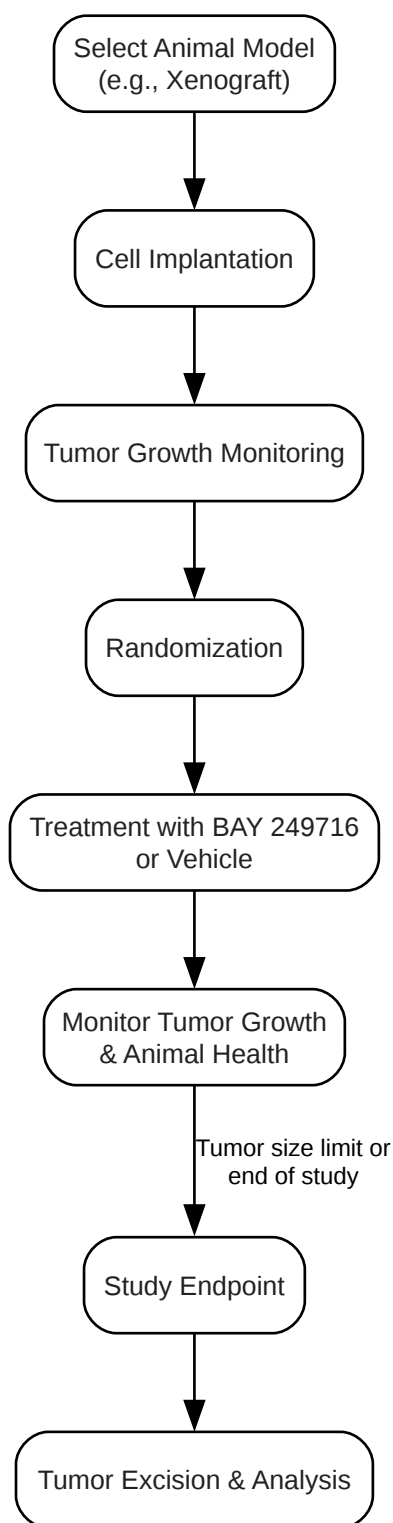 Select Animal Model
(e.g., Xenograft)
Cell Implantation
Tumor Growth Monitoring
Randomization
Treatment with BAY 249716
or Vehicle
Monitor Tumor Growth
& Animal Health
Tumor size limit or
end of study
Study Endpoint
Tumor Excision & Analysis